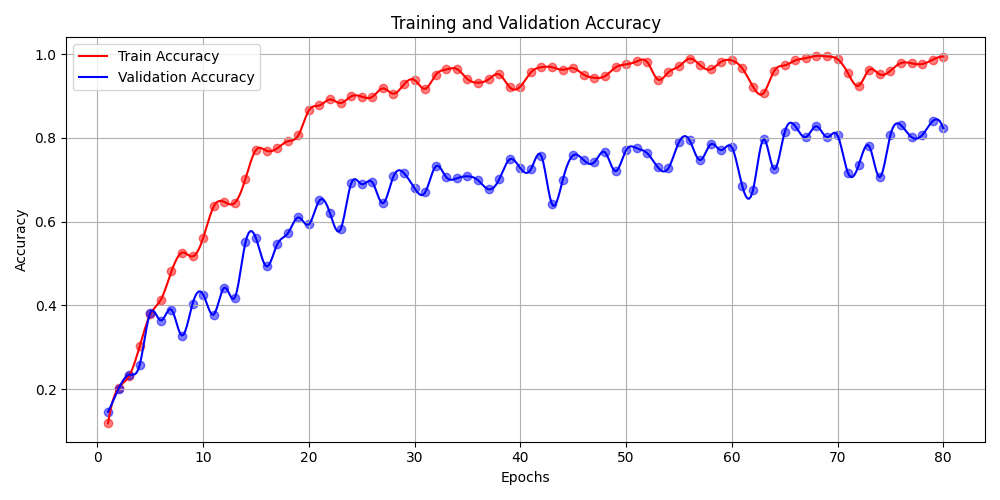 Training and Validation Accuracy
Train Accuracy
Validation Accuracy
1.0
0.8
0.6
0.4
0.2
Accuracy
0 10 20 30 40 50 60 70 80
Epochs